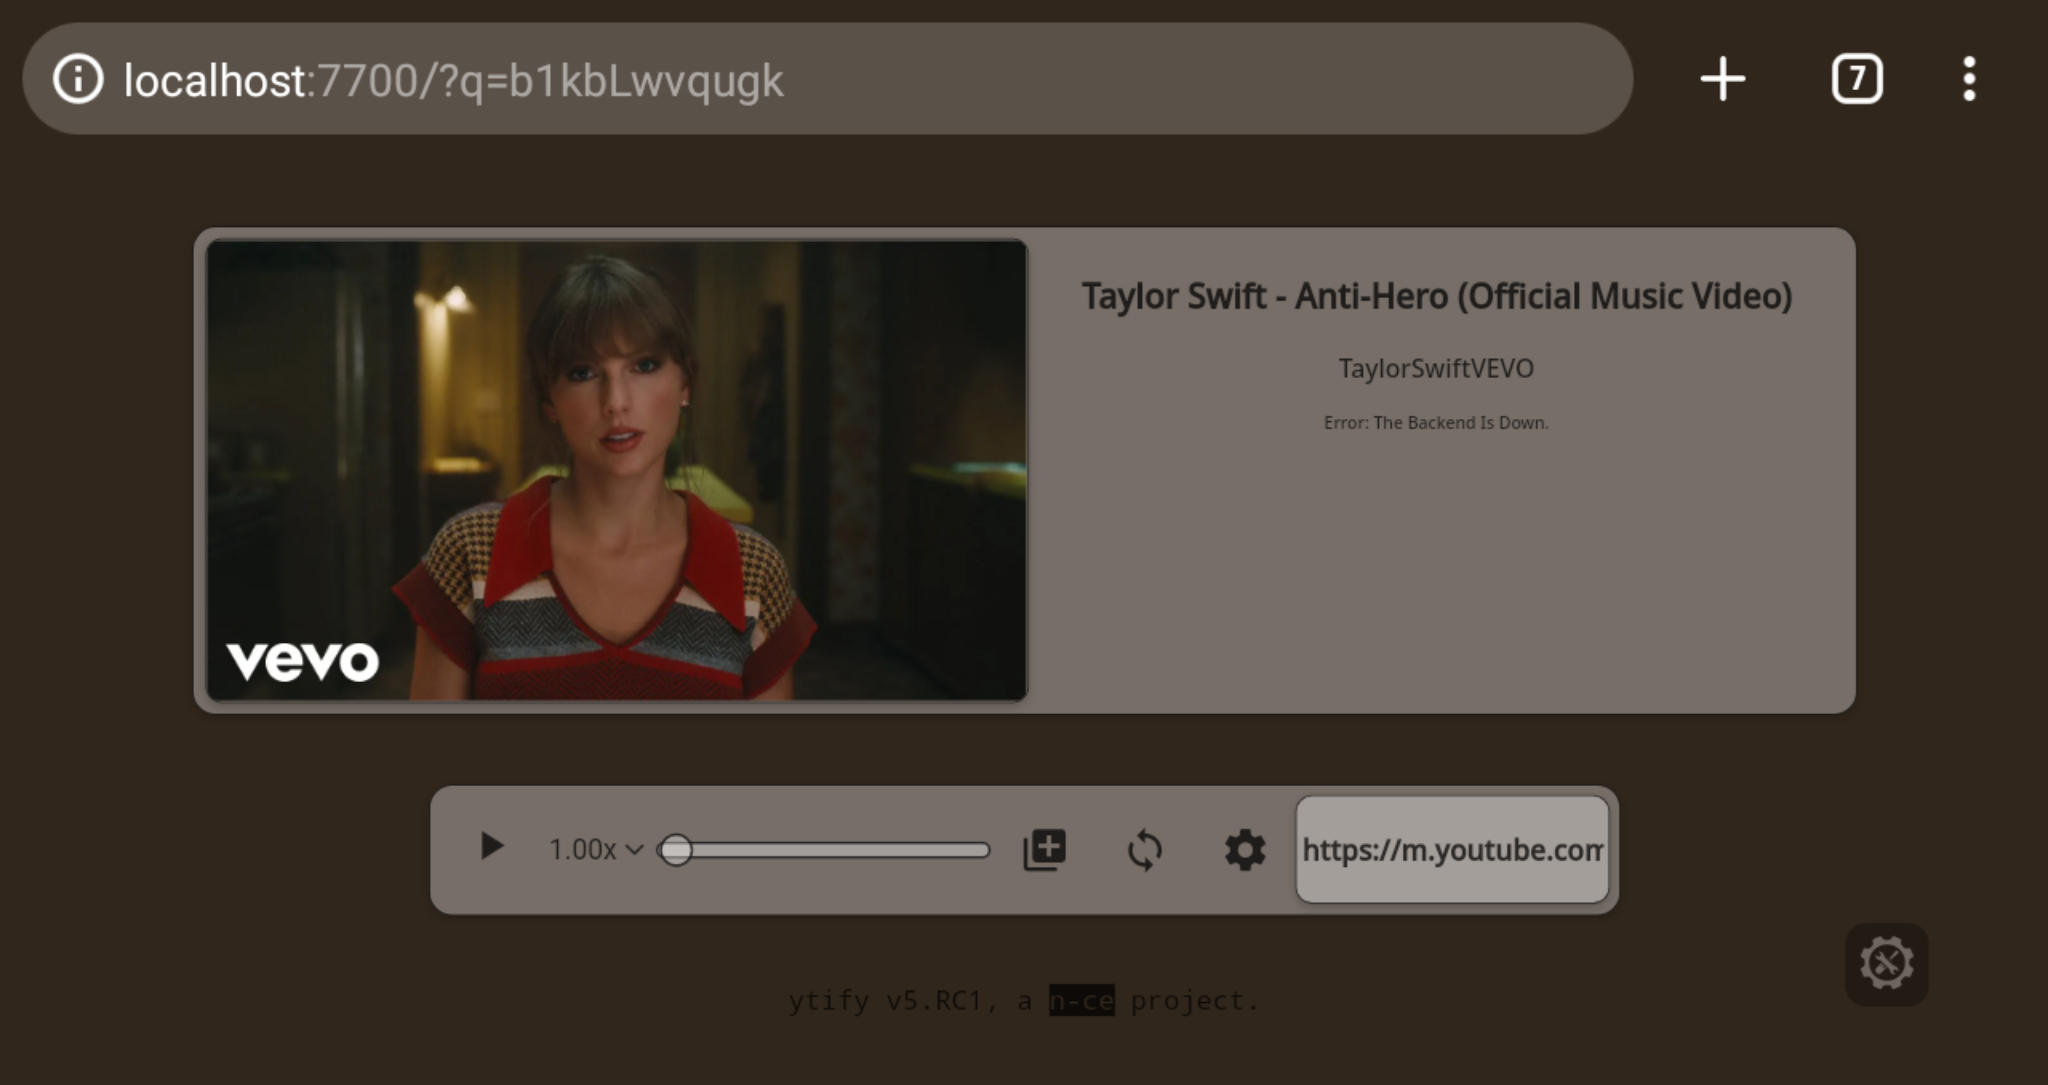 localhost:7700/?q=b1kbLwvqugk
7
vevo
Taylor Swift - Anti-Hero (Official Music Video)
TaylorSwiftVEVO
Error: The Backend Is Down.
1.00x
https://m.youtube.com
ytify v5.RC1, a n-ce project.